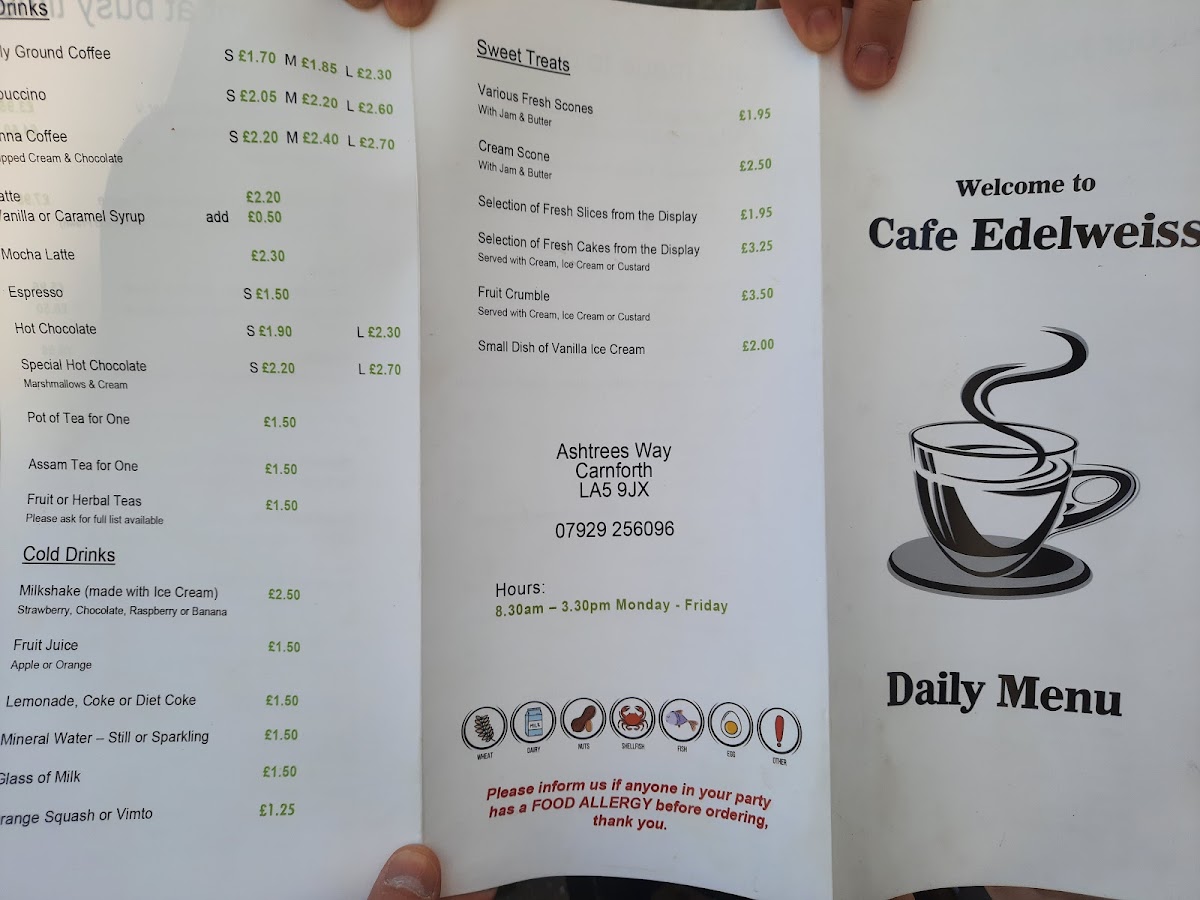 Drinks
ly Ground Coffee S £1.70 M £1.85 L £2.30
puccino S £2.05 M £2.20 L £2.60
nna Coffee S £2.20 M £2.40 L £2.70
pped Cream & Chocolate
atte £2.20
Vanilla or Caramel Syrup add £0.50
Mocha Latte £2.30
Espresso S £1.50
Hot Chocolate S £1.90 L £2.30
Special Hot Chocolate S £2.20 L £2.70
Marshmallows & Cream
Pot of Tea for One £1.50
Assam Tea for One £1.50
Fruit or Herbal Teas £1.50
Please ask for full list available
Cold Drinks
Milkshake (made with Ice Cream) £2.50
Strawberry, Chocolate, Raspberry or Banana
Fruit Juice £1.50
Apple or Orange
Lemonade, Coke or Diet Coke £1.50
Mineral Water – Still or Sparkling £1.50
Glass of Milk £1.50
range Squash or Vimto £1.25
Sweet Treats
Various Fresh Scones £1.95
With Jam & Butter
Cream Scone £2.50
With Jam & Butter
Selection of Fresh Slices from the Display £1.95
Selection of Fresh Cakes from the Display £3.25
Served with Cream, Ice Cream or Custard
Fruit Crumble £3.50
Served with Cream, Ice Cream or Custard
Small Dish of Vanilla Ice Cream £2.00
Ashtrees Way
Carnforth
LA5 9JX
07929 256096
Hours:
8.30am – 3.30pm Monday - Friday
MILK
WHEAT DAIRY NUTS SHELLFISH FISH EGG OTHER
Please inform us if anyone in your party
has a FOOD ALLERGY before ordering,
thank you.
Welcome to
Cafe Edelweiss
Daily Menu